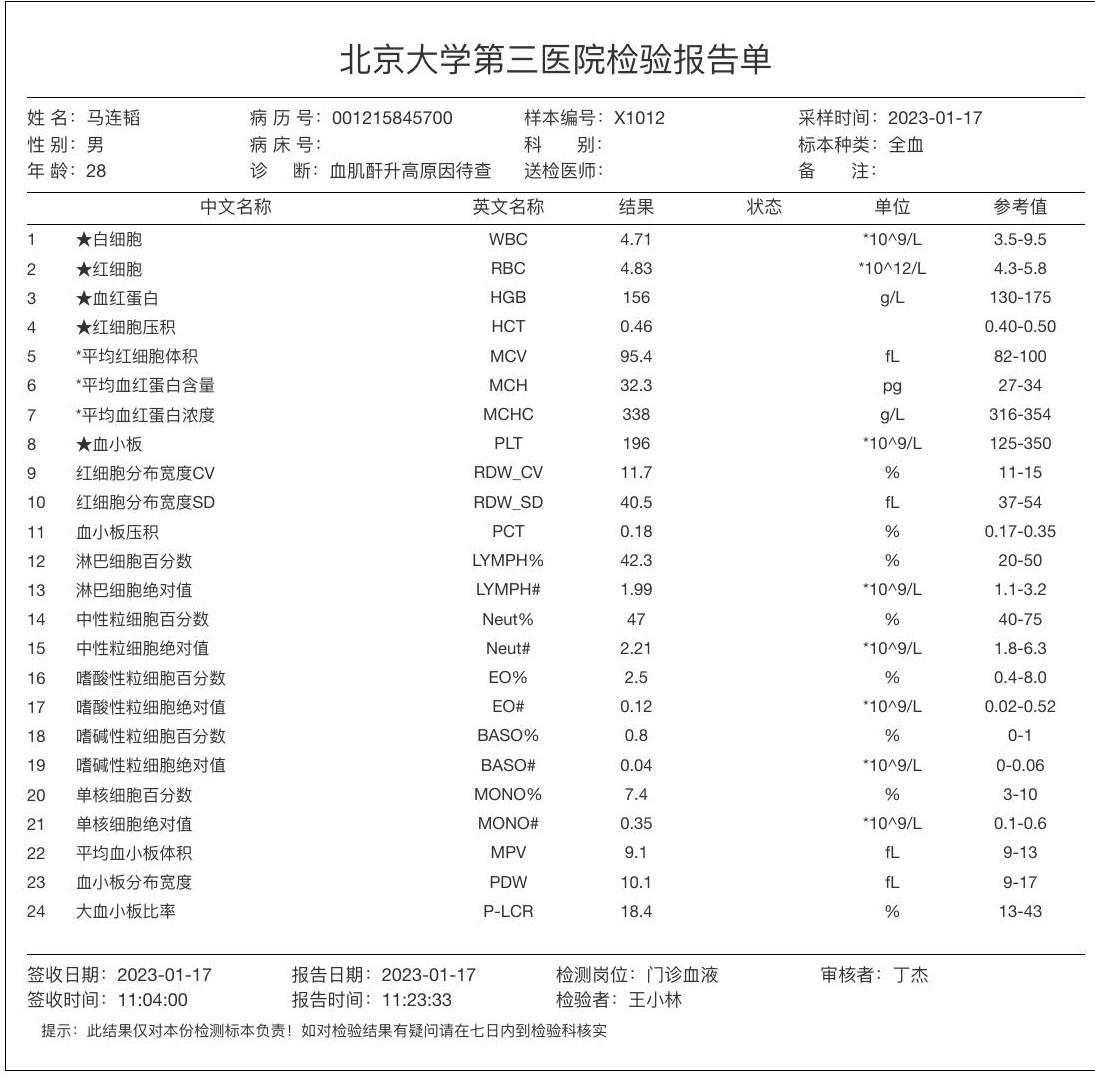 北京大学第三医院检验报告单
姓 名：马连韬 病 历 号：001215845700 样本编号：X1012 采样时间：2023-01-17
性 别：男 病 床 号： 科 别： 标本种类：全血
年 龄：28 诊 断：血肌酐升高原因待查 送检医师： 备 注：
中文名称 英文名称 结果 状态 单位 参考值
1 ★白细胞 WBC 4.71 *10^9/L 3.5-9.5
2 ★红细胞 RBC 4.83 *10^12/L 4.3-5.8
3 ★血红蛋白 HGB 156 g/L 130-175
4 ★红细胞压积 HCT 0.46 0.40-0.50
5 *平均红细胞体积 MCV 95.4 fL 82-100
6 *平均血红蛋白含量 MCH 32.3 pg 27-34
7 *平均血红蛋白浓度 MCHC 338 g/L 316-354
8 ★血小板 PLT 196 *10^9/L 125-350
9 红细胞分布宽度CV RDW_CV 11.7 % 11-15
10 红细胞分布宽度SD RDW_SD 40.5 fL 37-54
11 血小板压积 PCT 0.18 % 0.17-0.35
12 淋巴细胞百分数 LYMPH% 42.3 % 20-50
13 淋巴细胞绝对值 LYMPH# 1.99 *10^9/L 1.1-3.2
14 中性粒细胞百分数 Neut% 47 % 40-75
15 中性粒细胞绝对值 Neut# 2.21 *10^9/L 1.8-6.3
16 嗜酸性粒细胞百分数 EO% 2.5 % 0.4-8.0
17 嗜酸性粒细胞绝对值 EO# 0.12 *10^9/L 0.02-0.52
18 嗜碱性粒细胞百分数 BASO% 0.8 % 0-1
19 嗜碱性粒细胞绝对值 BASO# 0.04 *10^9/L 0-0.06
20 单核细胞百分数 MONO% 7.4 % 3-10
21 单核细胞绝对值 MONO# 0.35 *10^9/L 0.1-0.6
22 平均血小板体积 MPV 9.1 fL 9-13
23 血小板分布宽度 PDW 10.1 fL 9-17
24 大血小板比率 P-LCR 18.4 % 13-43
签收日期：2023-01-17 报告日期：2023-01-17 检测岗位：门诊血液 审核者：丁杰
签收时间：11:04:00 报告时间：11:23:33 检验者：王小林
提示：此结果仅对本份检测标本负责！如对检验结果有疑问请在七日内到检验科核实